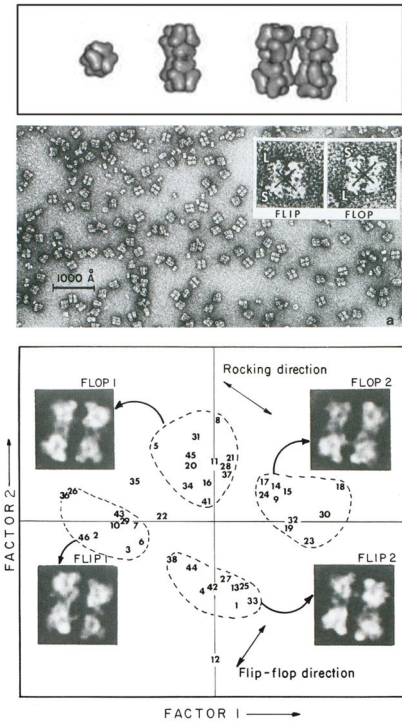 L
S
S
L
FLIP
FLOP
1000 Å
a
FLOP 1
Rocking direction
FLOP 2
8
5
31
45
11
21
20
28
17
14
18
37
15
35
34
16
24
9
36
26
41
43
22
30
29
32
10
7
19
46
2
6
23
3
38
FLIP 1
44
27
FLIP 2
4
42
13
25
1
33
12
Flip-flop direction
FACTOR 2
FACTOR 1